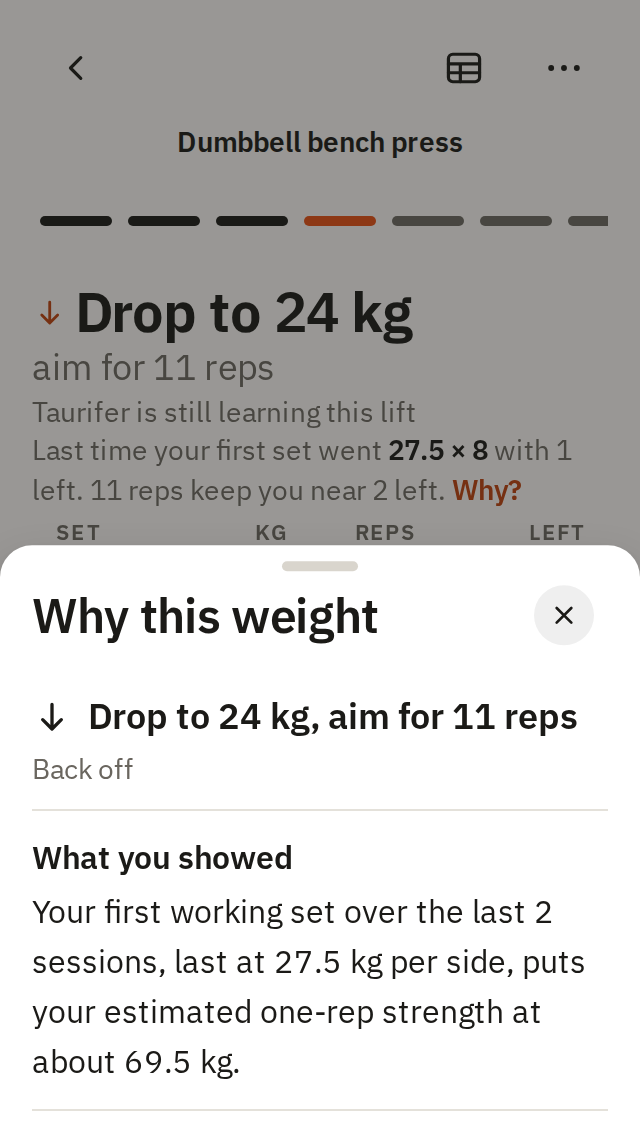 Dumbbell bench press
Drop to 24 kg
aim for 11 reps
Taurifer is still learning this lift
Last time your first set went 27.5 × 8 with 1
left. 11 reps keep you near 2 left. Why?
SET KG REPS LEFT
Why this weight
Drop to 24 kg, aim for 11 reps
Back off
What you showed
Your first working set over the last 2
sessions, last at 27.5 kg per side, puts
your estimated one-rep strength at
about 69.5 kg.